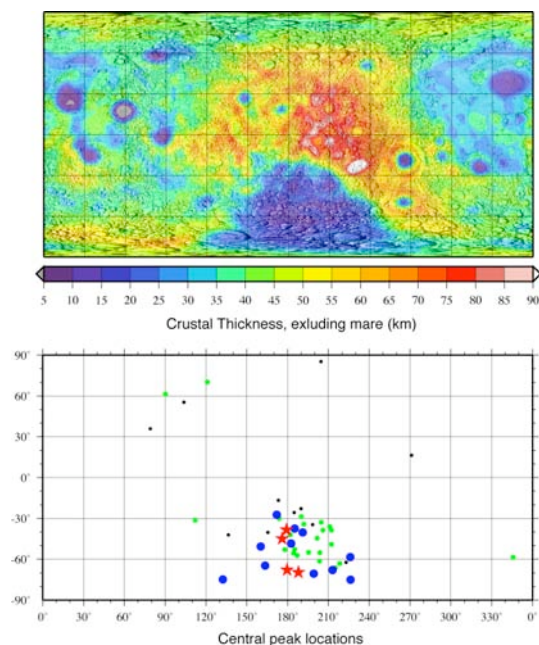 5 10 15 20 25 30 35 40 45 50 55 60 65 70 75 80 85 90
Crustal Thickness, exluding mare (km)
90°
60°
30°
0°
-30°
-60°
-90°
0° 30° 60° 90° 120° 150° 180° 210° 240° 270° 300° 330° 360°
Central peak locations